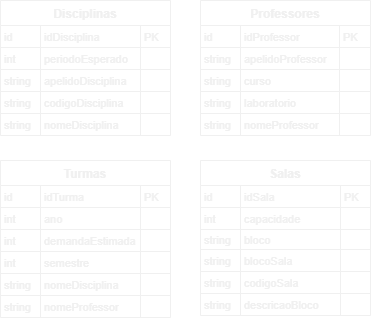 Disciplinas
id idDisciplina PK
int periodoEsperado
string apelidoDisciplina
string codigoDisciplina
string nomeDisciplina
Professores
id idProfessor PK
string apelidoProfessor
string curso
string laboratorio
string nomeProfessor
Turmas
id idTurma PK
int ano
int demandaEstimada
int semestre
string nomeDisciplina
string nomeProfessor
Salas
id idSala PK
int capacidade
string bloco
string blocoSala
string codigoSala
string descricaoBloco